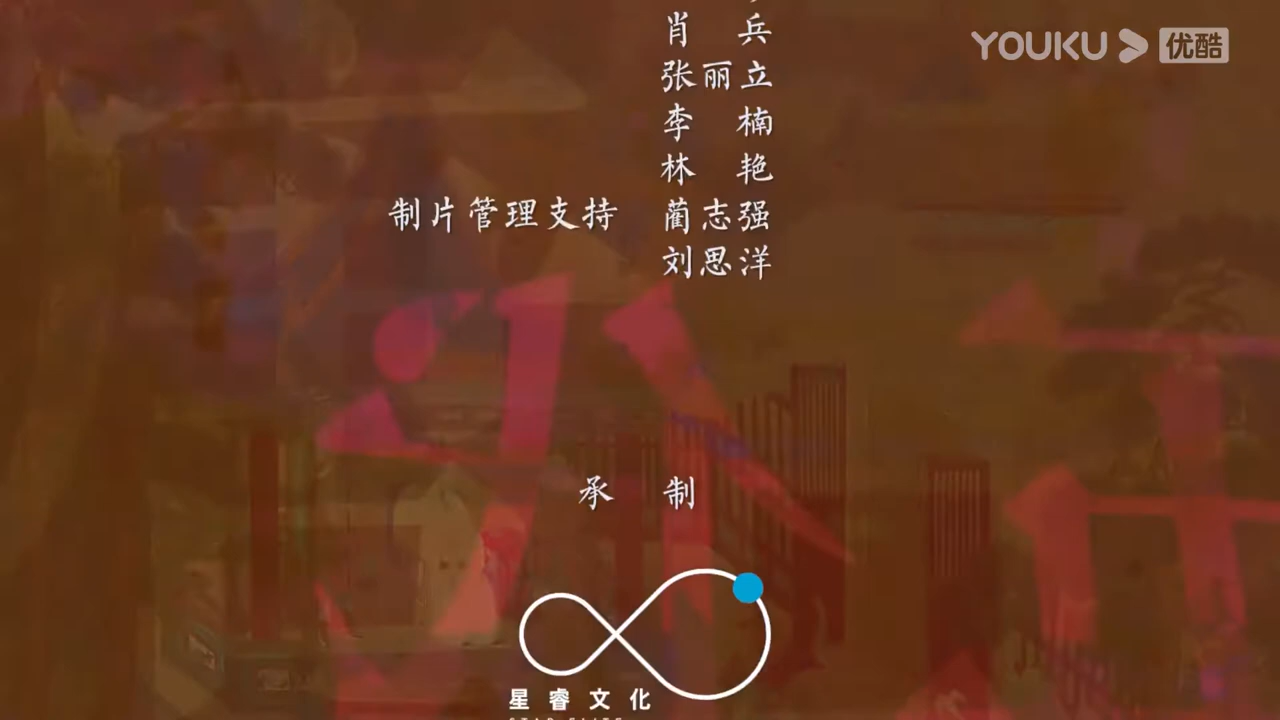 肖 兵
YOUKU 优酷
张丽立
李 楠
林 艳
制片管理支持 蔺志强
刘思洋
承 制
星睿文化